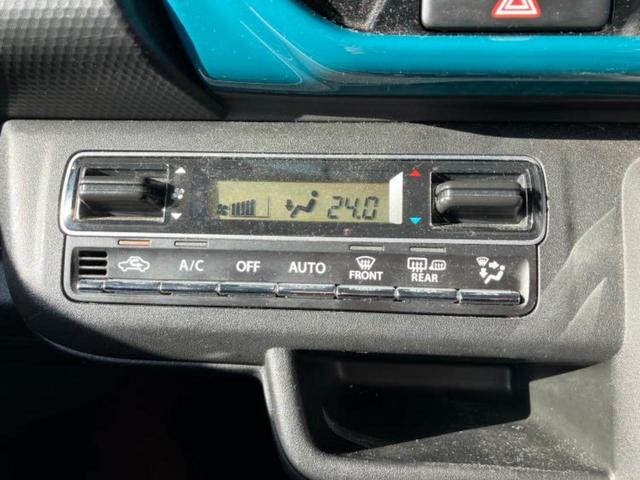 24.0
A/C OFF AUTO FRONT REAR